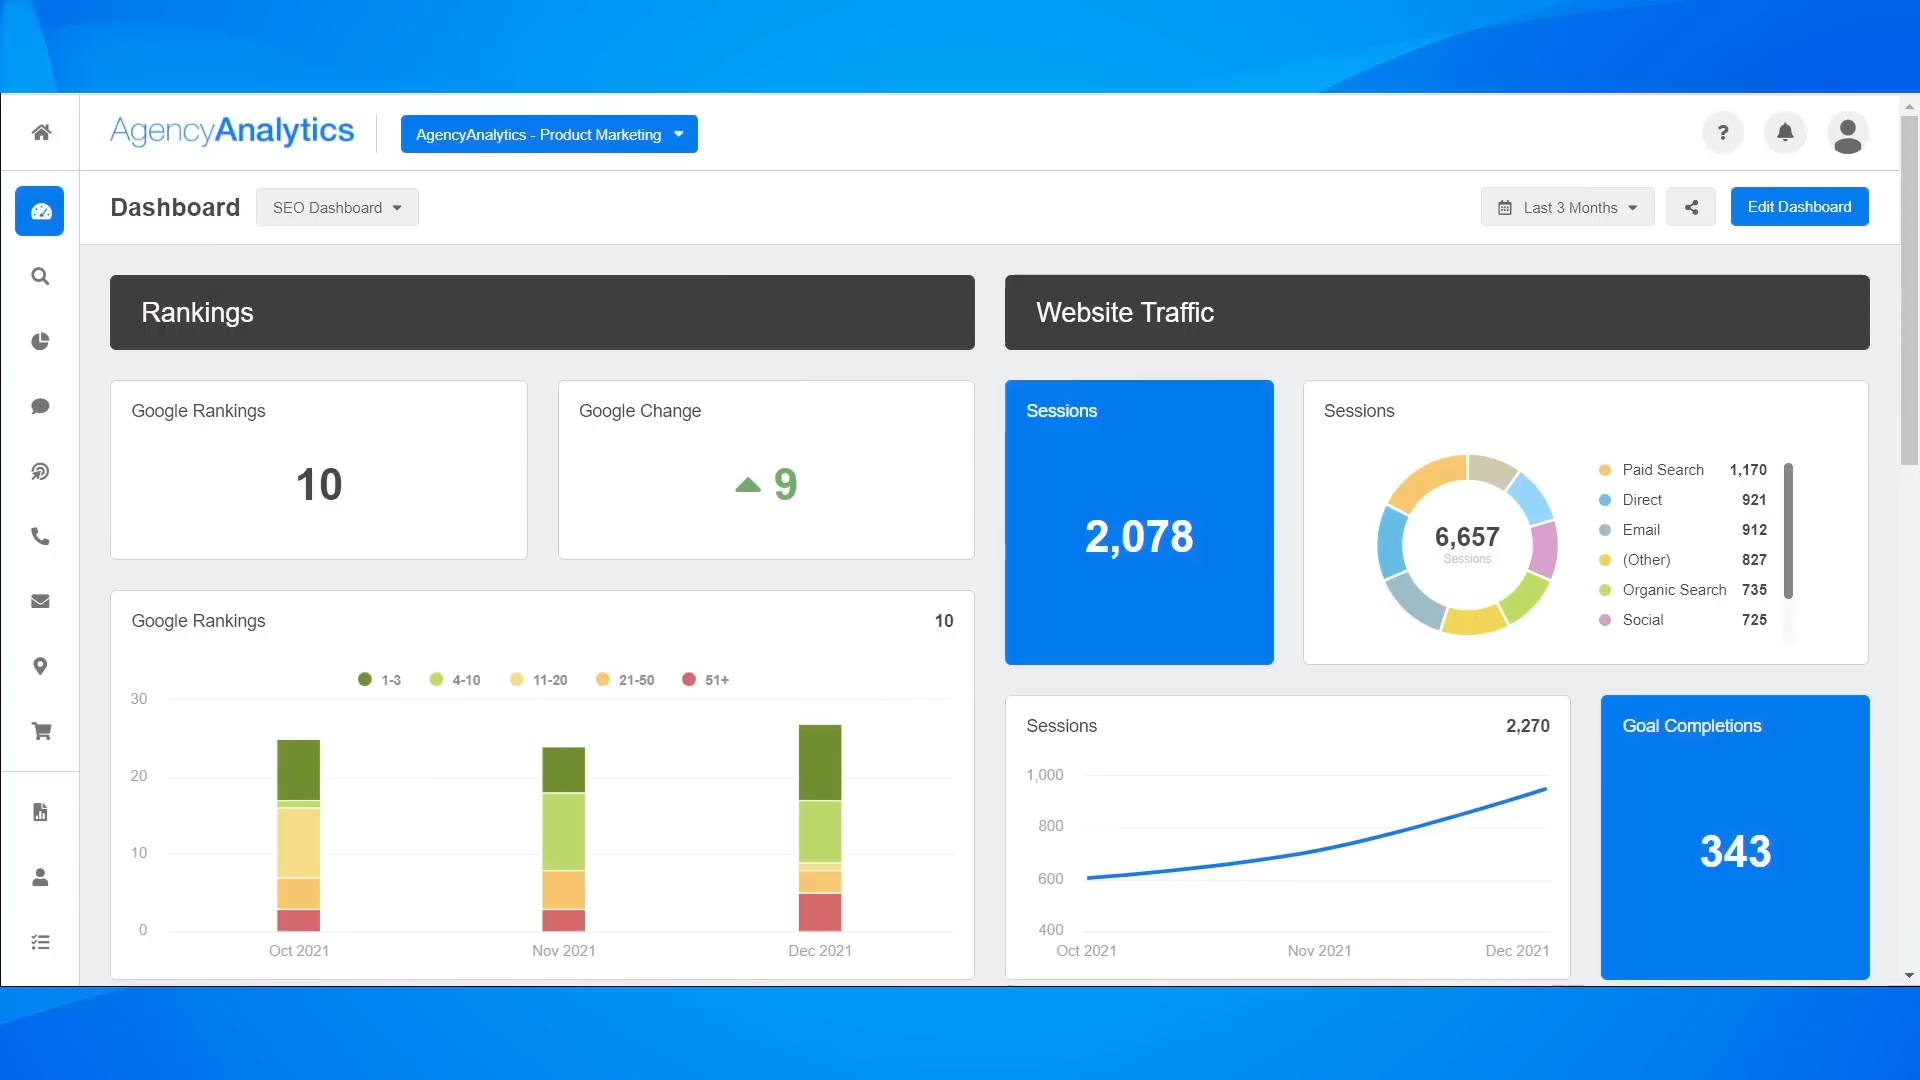 AgencyAnalytics
AgencyAnalytics - Product Marketing
?
Dashboard
SEO Dashboard
Last 3 Months
Edit Dashboard
Rankings
Website Traffic
Google Rankings
10
Google Change
9
Sessions
2,078
Sessions
6,657
Sessions
Paid Search 1,170
Direct 921
Email 912
(Other) 827
Organic Search 735
Social 725
Google Rankings 10
1-3 4-10 11-20 21-50 51+
30
20
10
0
Oct 2021 Nov 2021 Dec 2021
Sessions 2,270
1,000
800
600
400
Oct 2021 Nov 2021 Dec 2021
Goal Completions
343